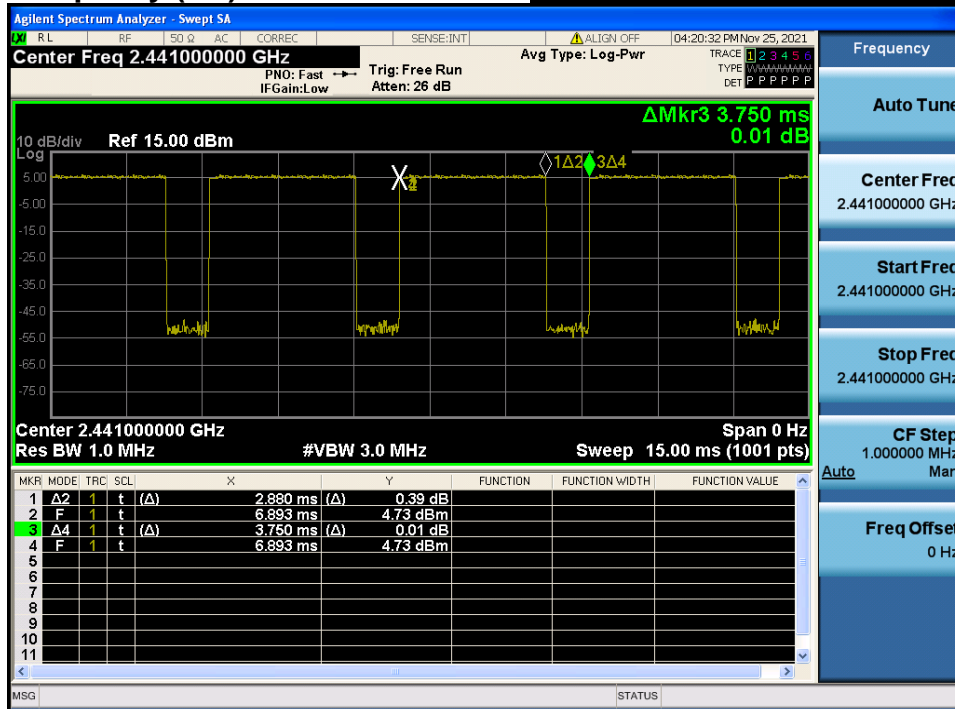 Agilent Spectrum Analyzer - Swept SA
LXI RL RF 50 Ω AC CORREC SENSE:INT ALIGN OFF 04:20:32 PM Nov 25, 2021
Center Freq 2.441000000 GHz
PNO: Fast
IFGain:Low
Trig: Free Run
Atten: 26 dB
Avg Type: Log-Pwr
TRACE 1 2 3 4 5 6
TYPE WWWWWW
DET P P P P P P
ΔMkr3 3.750 ms
0.01 dB
10 dB/div Ref 15.00 dBm
Log
1Δ2 3Δ4
5.00
-5.00
-15.0
-25.0
-35.0
-45.0
-55.0
-65.0
-75.0
Center 2.441000000 GHz Span 0 Hz
Res BW 1.0 MHz #VBW 3.0 MHz Sweep 15.00 ms (1001 pts)
MKR MODE TRC SCL X Y FUNCTION FUNCTION WIDTH FUNCTION VALUE
1 Δ2 1 t (Δ) 2.880 ms (Δ) 0.39 dB
2 F 1 t 6.893 ms 4.73 dBm
3 Δ4 1 t (Δ) 3.750 ms (Δ) 0.01 dB
4 F 1 t 6.893 ms 4.73 dBm
5
6
7
8
9
10
11
MSG STATUS
Frequency
Auto Tune
Center Freq
2.441000000 GHz
Start Freq
2.441000000 GHz
Stop Freq
2.441000000 GHz
CF Step
1.000000 MHz
Auto Man
Freq Offset
0 Hz